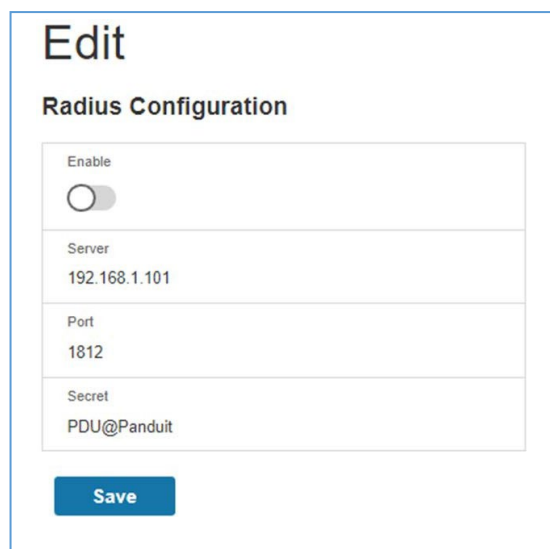 Edit
Radius Configuration
Enable
Server
192.168.1.101
Port
1812
Secret
PDU@Panduit
Save